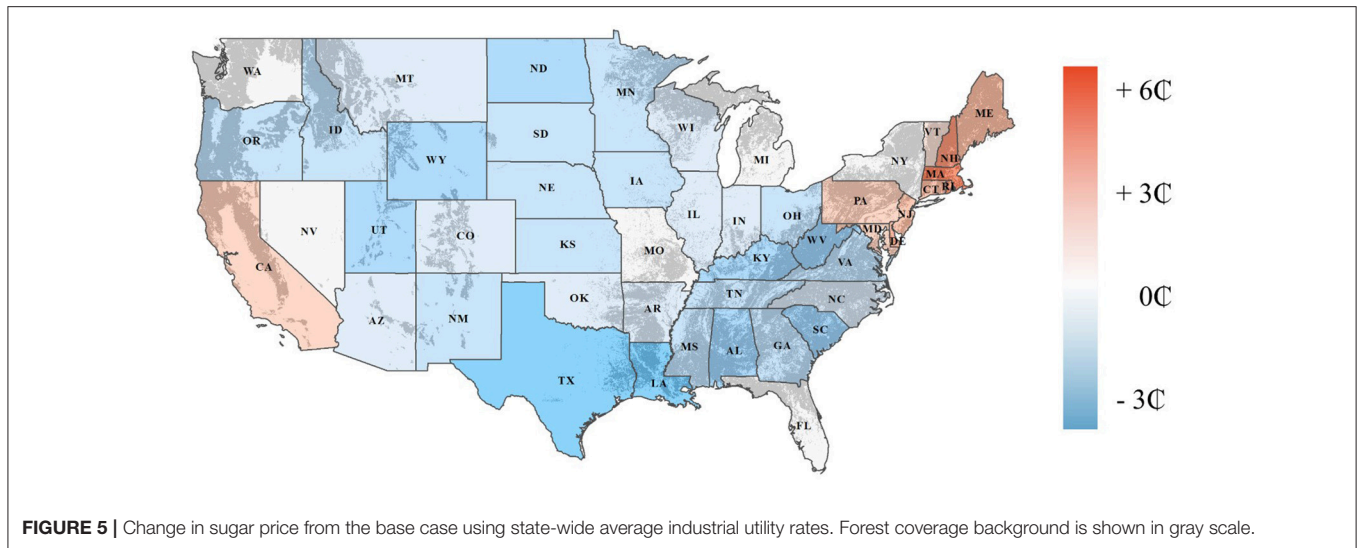 WA
MT
ND
MN
ME
VT
OR
ID
SD
WI
NY
NH
WY
MI
MA
CT
RI
IA
PA
NE
NJ
NV
UT
CO
IL
IN
OH
MD
DE
CA
KS
MO
WV
VA
KY
AZ
NM
OK
AR
TN
NC
SC
MS
AL
GA
TX
LA
FL
+ 6₵
+ 3₵
0₵
- 3₵
FIGURE 5 | Change in sugar price from the base case using state-wide average industrial utility rates. Forest coverage background is shown in gray scale.